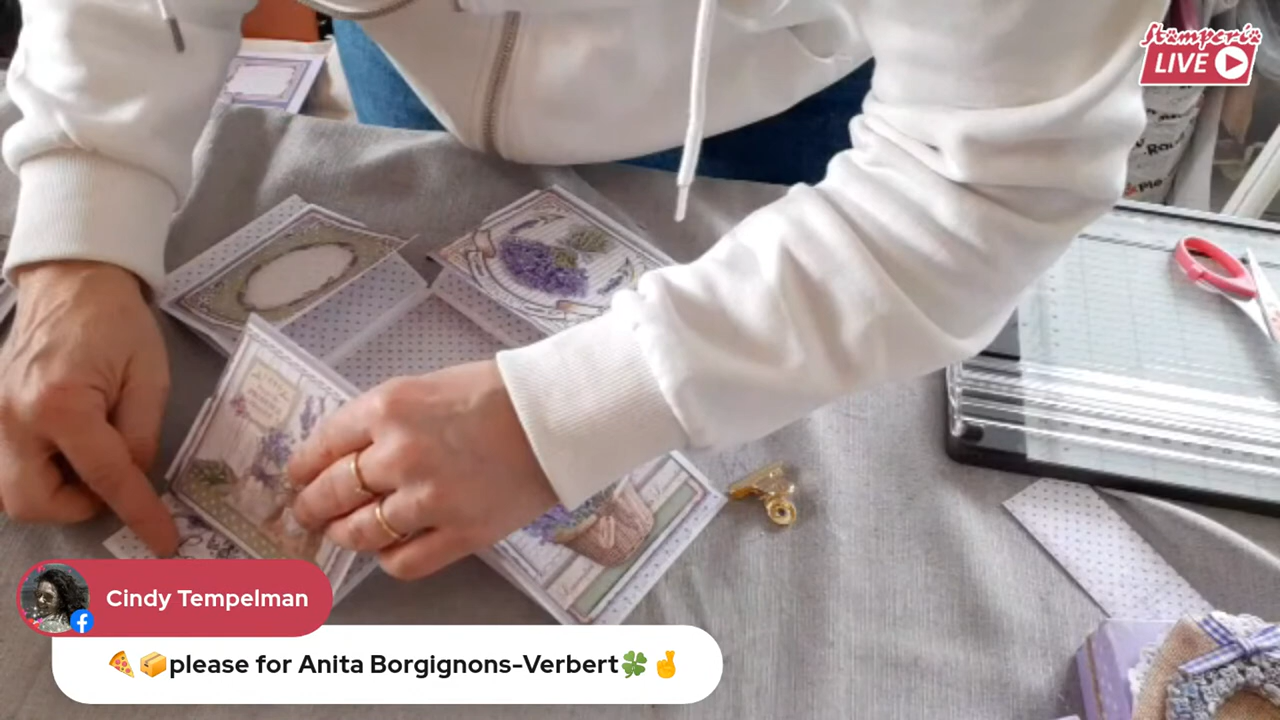 Stamperia
LIVE
Cindy Tempelman
🍕📦please for Anita Borgignons-Verbert🍀🤞